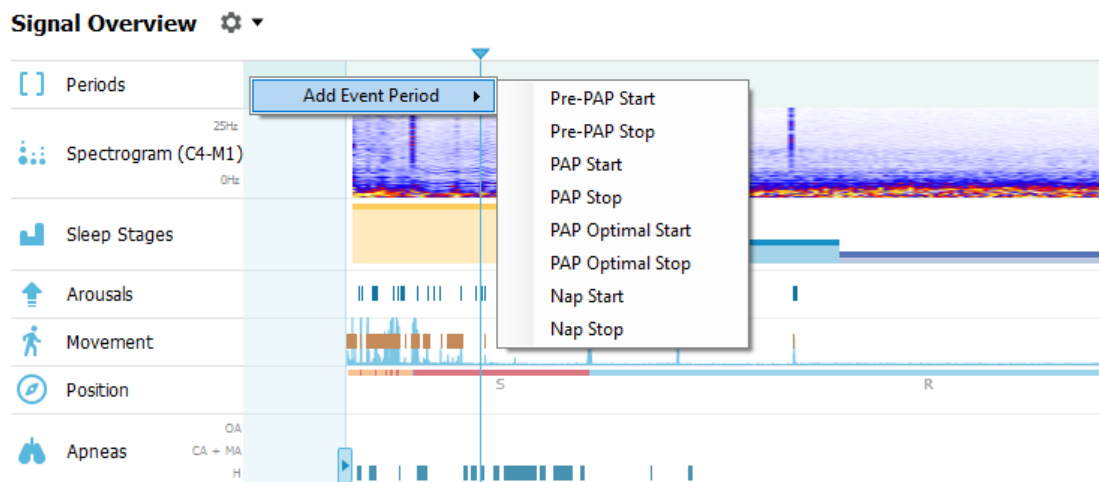 Signal Overview
Periods
Add Event Period
Pre-PAP Start
Pre-PAP Stop
PAP Start
PAP Stop
PAP Optimal Start
PAP Optimal Stop
Nap Start
Nap Stop
25Hz
Spectrogram (C4-M1)
0Hz
Sleep Stages
Arousals
Movement
Position
S
R
OA
Apneas
CA + MA
H